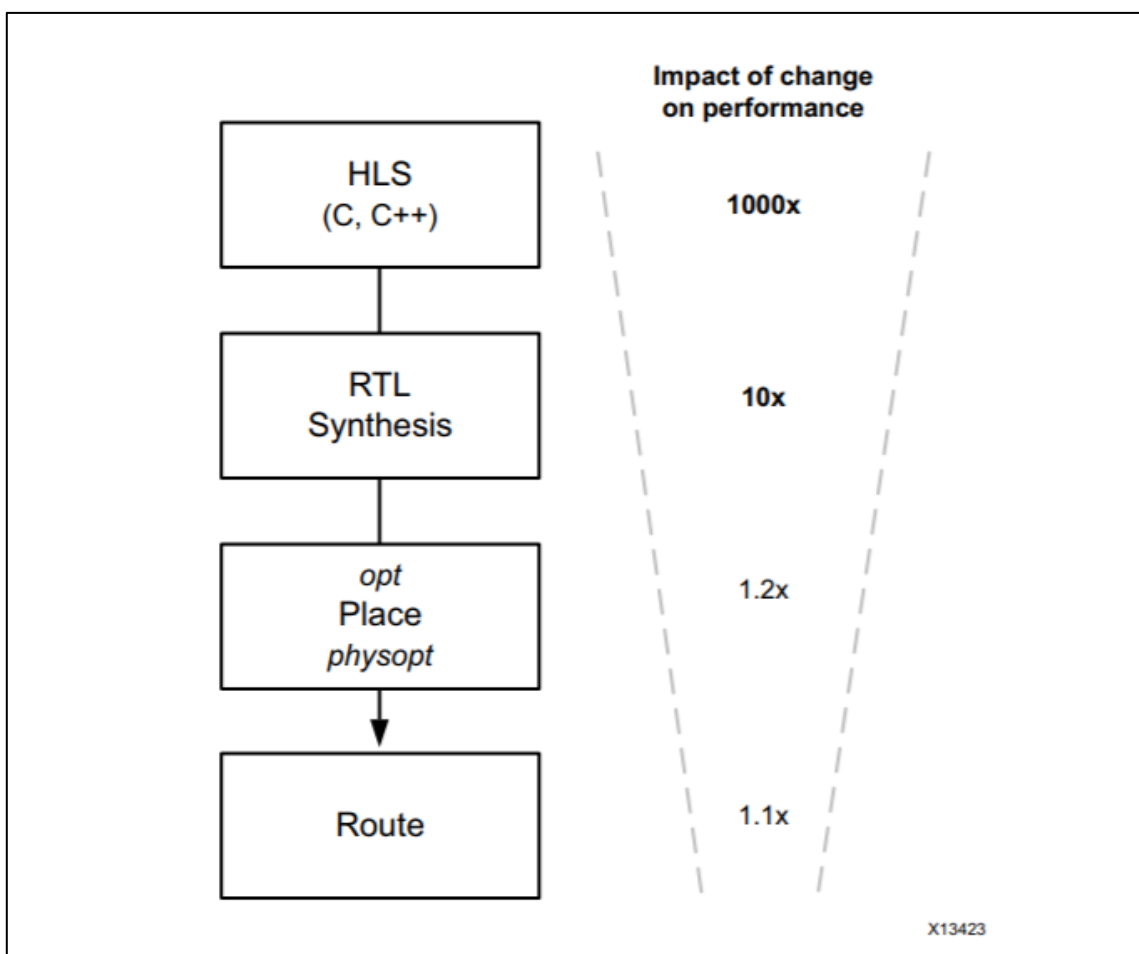 Impact of change
on performance
HLS
(C, C++)
1000x
RTL
Synthesis
10x
opt
Place
physopt
1.2x
Route
1.1x
X13423